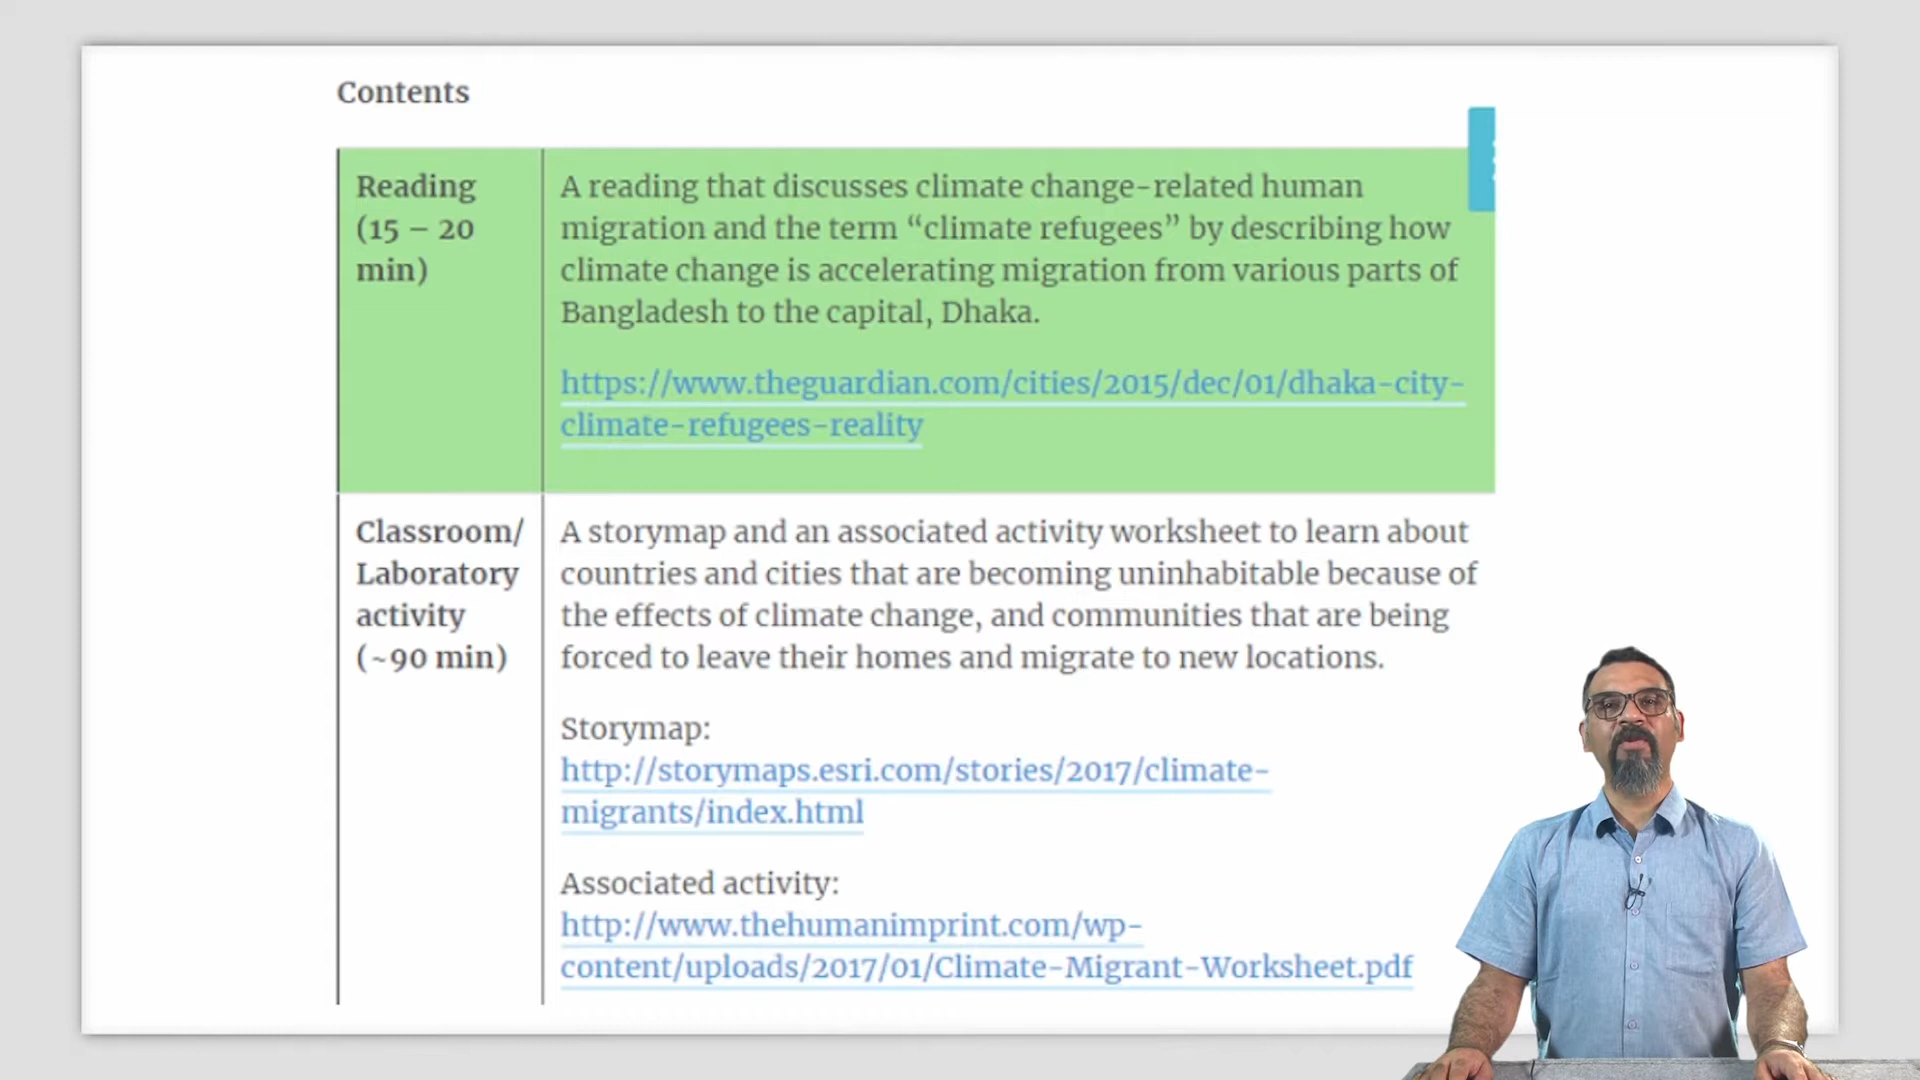 Contents
Reading
(15 – 20
min)
A reading that discusses climate change-related human
migration and the term “climate refugees” by describing how
climate change is accelerating migration from various parts of
Bangladesh to the capital, Dhaka.
https://www.theguardian.com/cities/2015/dec/01/dhaka-city-
climate-refugees-reality
Classroom/
Laboratory
activity
(~90 min)
A storymap and an associated activity worksheet to learn about
countries and cities that are becoming uninhabitable because of
the effects of climate change, and communities that are being
forced to leave their homes and migrate to new locations.
Storymap:
http://storymaps.esri.com/stories/2017/climate-
migrants/index.html
Associated activity:
http://www.thehumanimprint.com/wp-
content/uploads/2017/01/Climate-Migrant-Worksheet.pdf